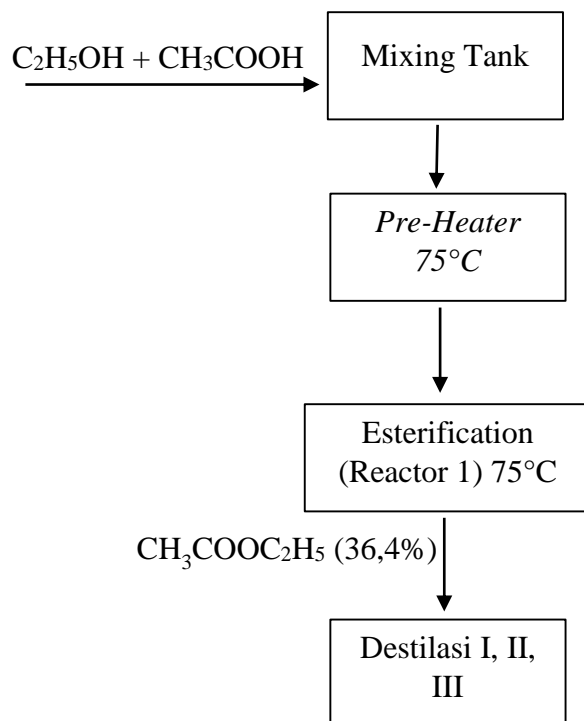 C₂H₅OH + CH₃COOH
Mixing Tank
Pre-Heater
75°C
Esterification
(Reactor 1) 75°C
CH₃COOC₂H₅ (36,4%)
Destilasi I, II,
III